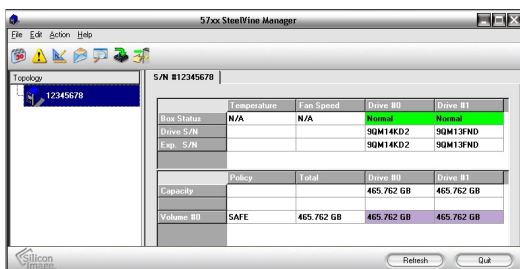 57xx SteelVine Manager
File Edit Action Help
Topology
12345678
S/N #12345678
Temperature Fan Speed Drive #0 Drive #1
Box Status N/A N/A Normal Normal
Drive S/N 9QM14KD2 9QM13FND
Exp. S/N 9QM14KD2 9QM13FND
Policy Total Drive #0 Drive #1
Capacity 465.762 GB 465.762 GB
Volume #0 SAFE 465.762 GB 465.762 GB 465.762 GB
Silicon Image
Refresh Quit